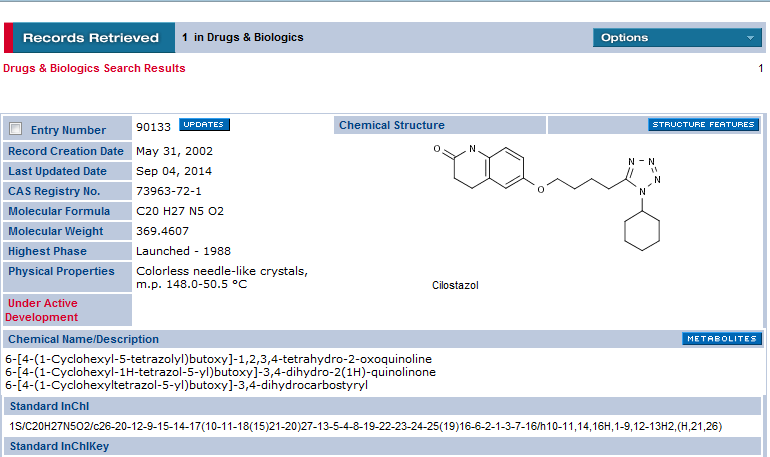 Records Retrieved 1 in Drugs & Biologics Options
Drugs & Biologics Search Results 1
Entry Number 90133 UPDATES Chemical Structure STRUCTURE FEATURES
Record Creation Date May 31, 2002
Last Updated Date Sep 04, 2014
CAS Registry No. 73963-72-1
Molecular Formula C20 H27 N5 O2
Molecular Weight 369.4607
Highest Phase Launched - 1988
Physical Properties Colorless needle-like crystals,
m.p. 148.0-50.5 °C
Under Active
Development
O N O N N N N
Cilostazol
Chemical Name/Description METABOLITES
6-[4-(1-Cyclohexyl-5-tetrazolyl)butoxy]-1,2,3,4-tetrahydro-2-oxoquinoline
6-[4-(1-Cyclohexyl-1H-tetrazol-5-yl)butoxy]-3,4-dihydro-2(1H)-quinolinone
6-[4-(1-Cyclohexyltetrazol-5-yl)butoxy]-3,4-dihydrocarbostyryl
Standard InChI
1S/C20H27N5O2/c26-20-12-9-15-14-17(10-11-18(15)21-20)27-13-5-4-8-19-22-23-24-25(19)16-6-2-1-3-7-16/h10-11,14,16H,1-9,12-13H2,(H,21,26)
Standard InChIKey